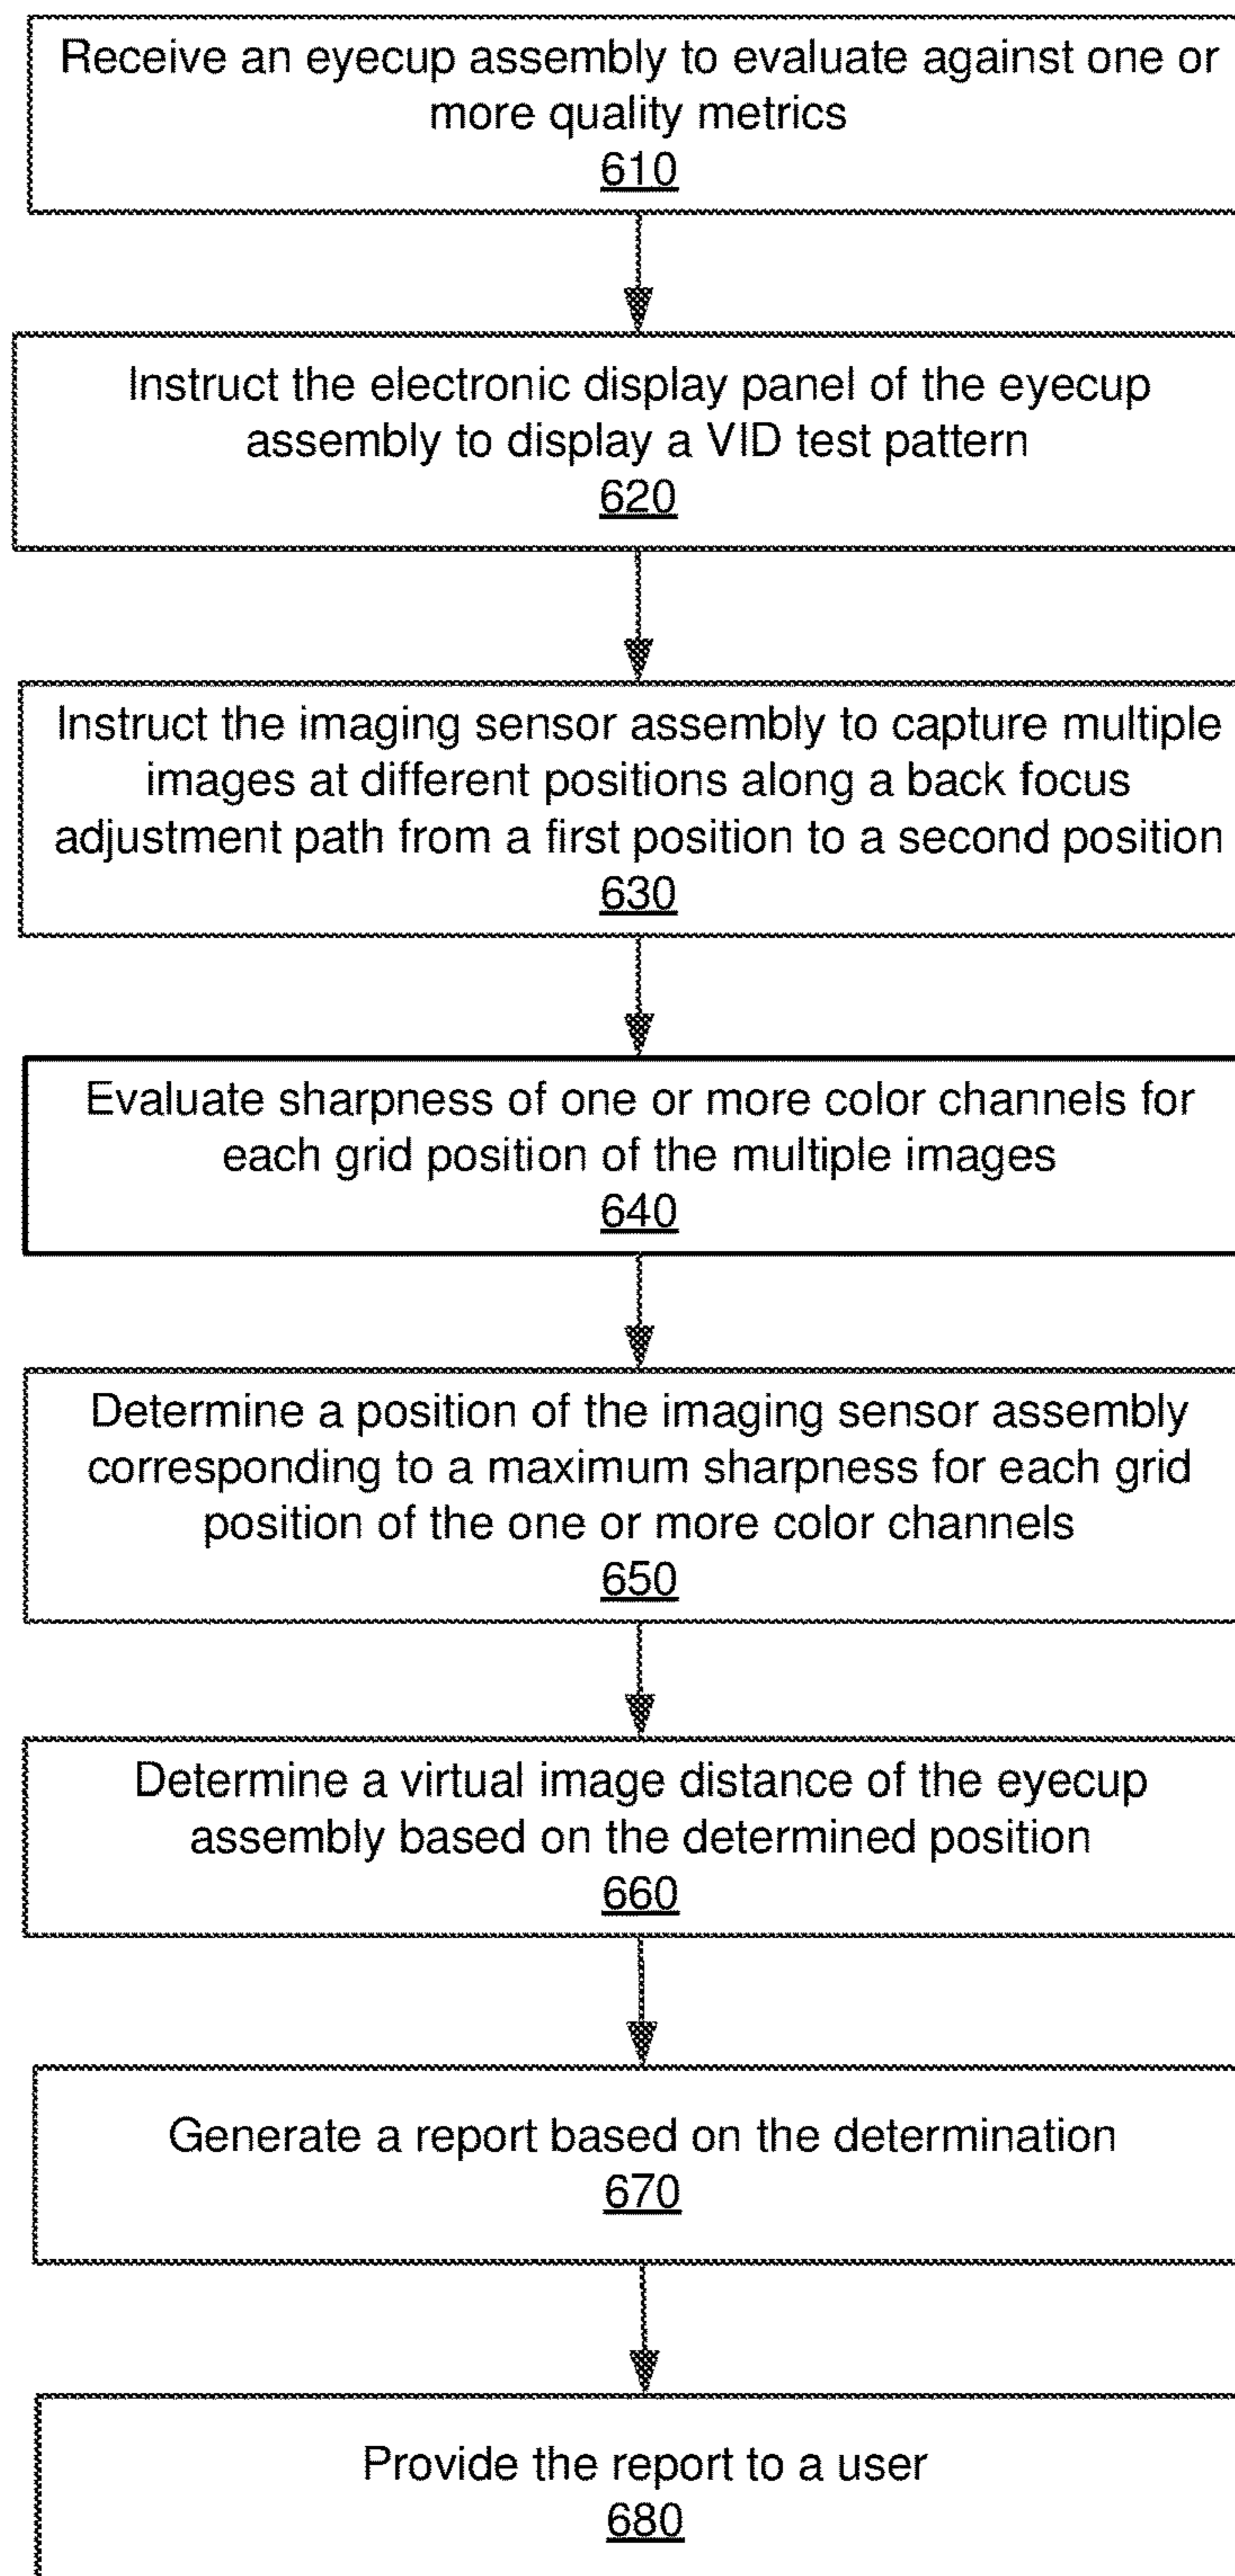 Receive an eyecup assembly to evaluate against one or
more quality metrics
610
Instruct the electronic display panel of the eyecup
assembly to display a VID test pattern
620
Instruct the imaging sensor assembly to capture multiple
images at different positions along a back focus
adjustment path from a first position to a second position
630
Evaluate sharpness of one or more color channels for
each grid position of the multiple images
640
Determine a position of the imaging sensor assembly
corresponding to a maximum sharpness for each grid
position of the one or more color channels
650
Determine a virtual image distance of the eyecup
assembly based on the determined position
660
Generate a report based on the determination
670
Provide the report to a user
680